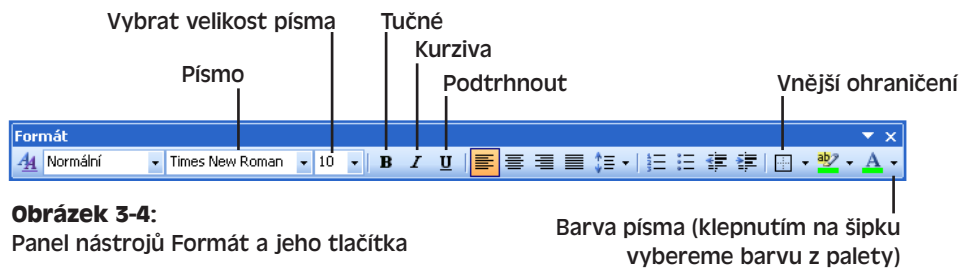 Vybrat velikost písma
Tučné
Kurziva
Písmo
Podtrhnout
Vnější ohraničení
Formát
Normální
Times New Roman
10
B
I
U
ab
A
Obrázek 3-4:
Panel nástrojů Formát a jeho tlačítka
Barva písma (klepnutím na šipku
vybereme barvu z palety)